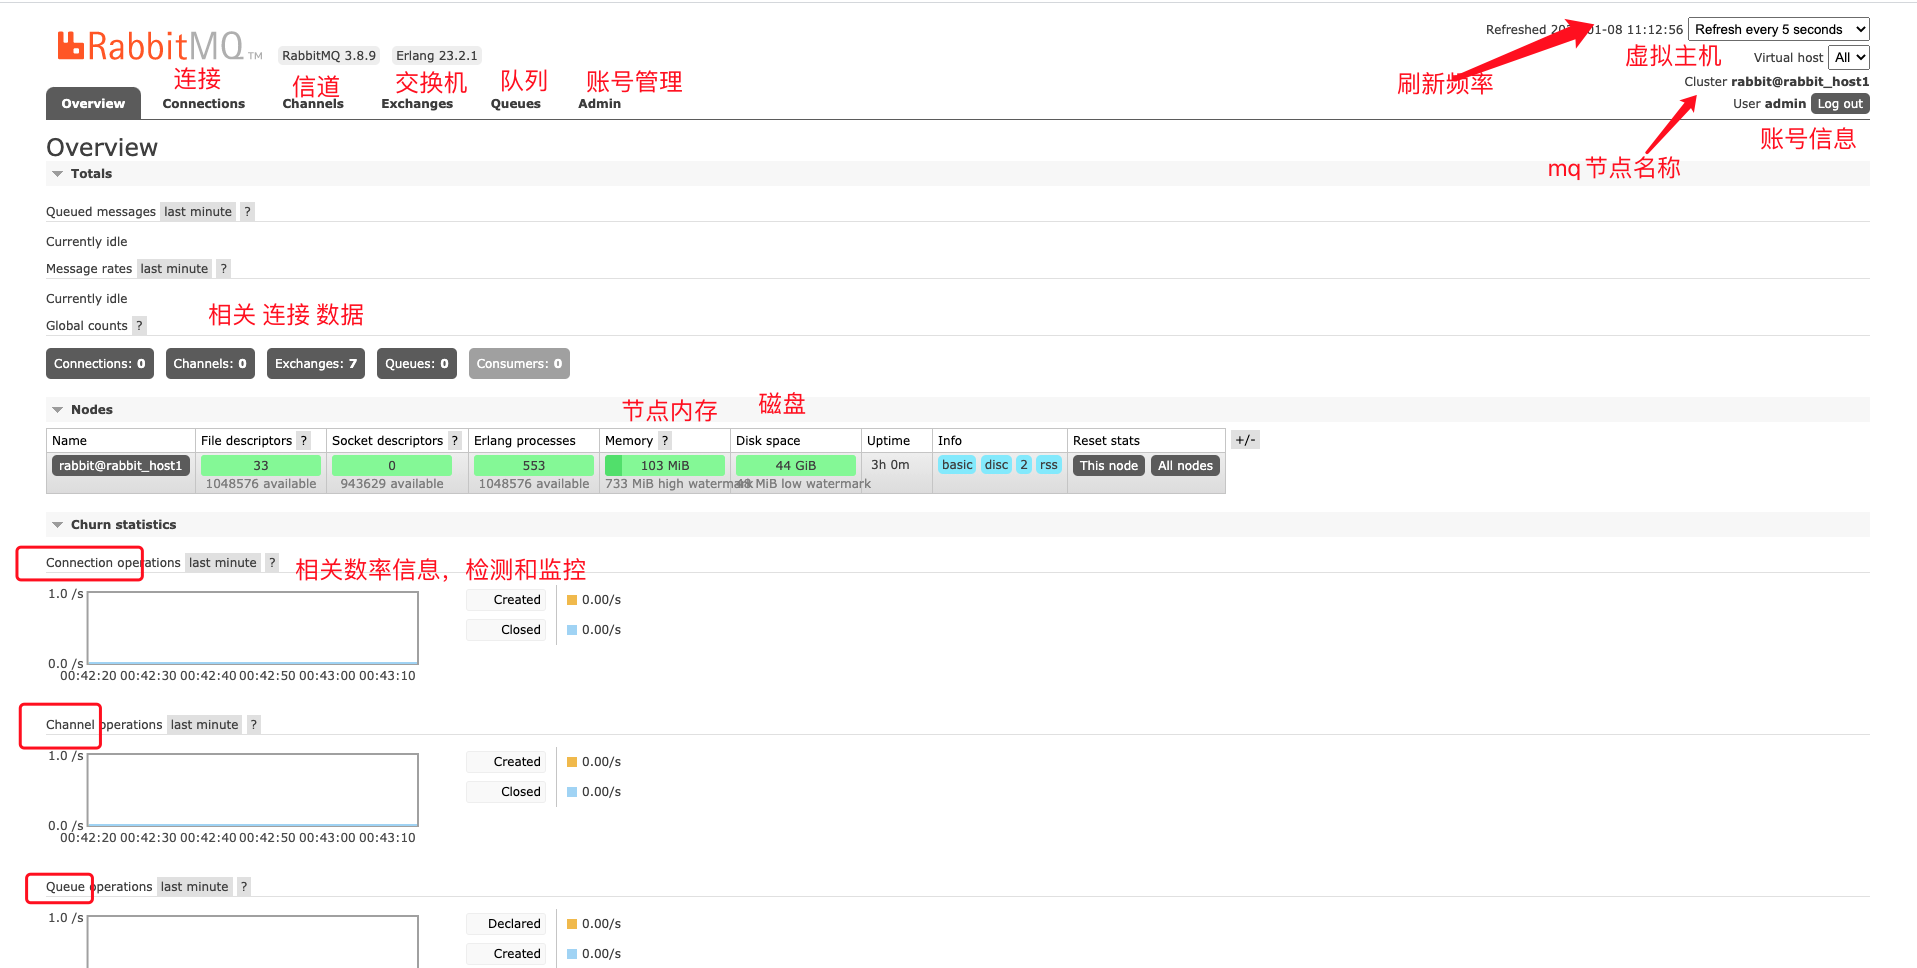 Refreshed 01-08 11:12:56 Refresh every 5 seconds
RabbitMQ TM RabbitMQ 3.8.9 Erlang 23.2.1
虚拟主机 Virtual host All
连接 信道 交换机 队列 账号管理 刷新频率
Cluster rabbit@rabbit_host1
Overview Connections Channels Exchanges Queues Admin
User admin Log out
账号信息
mq节点名称
Overview
Totals
Queued messages last minute ?
Currently idle
Message rates last minute ?
Currently idle
相关 连接 数据
Global counts ?
Connections: 0 Channels: 0 Exchanges: 7 Queues: 0 Consumers: 0
节点内存 磁盘
Nodes
Name File descriptors ? Socket descriptors ? Erlang processes Memory ? Disk space Uptime Info Reset stats +/-
rabbit@rabbit_host1 33 0 553 103 MiB 44 GiB 3h 0m basic disc 2 rss This node All nodes
1048576 available 943629 available 1048576 available 733 MiB high watermark MiB low watermark
Churn statistics
Connection operations last minute ?
相关数率信息，检测和监控
1.0 /s
Created 0.00/s
Closed 0.00/s
0.0 /s
00:42:20 00:42:30 00:42:40 00:42:50 00:43:00 00:43:10
Channel operations last minute ?
1.0 /s
Created 0.00/s
Closed 0.00/s
0.0 /s
00:42:20 00:42:30 00:42:40 00:42:50 00:43:00 00:43:10
Queue operations last minute ?
1.0 /s
Declared 0.00/s
Created 0.00/s